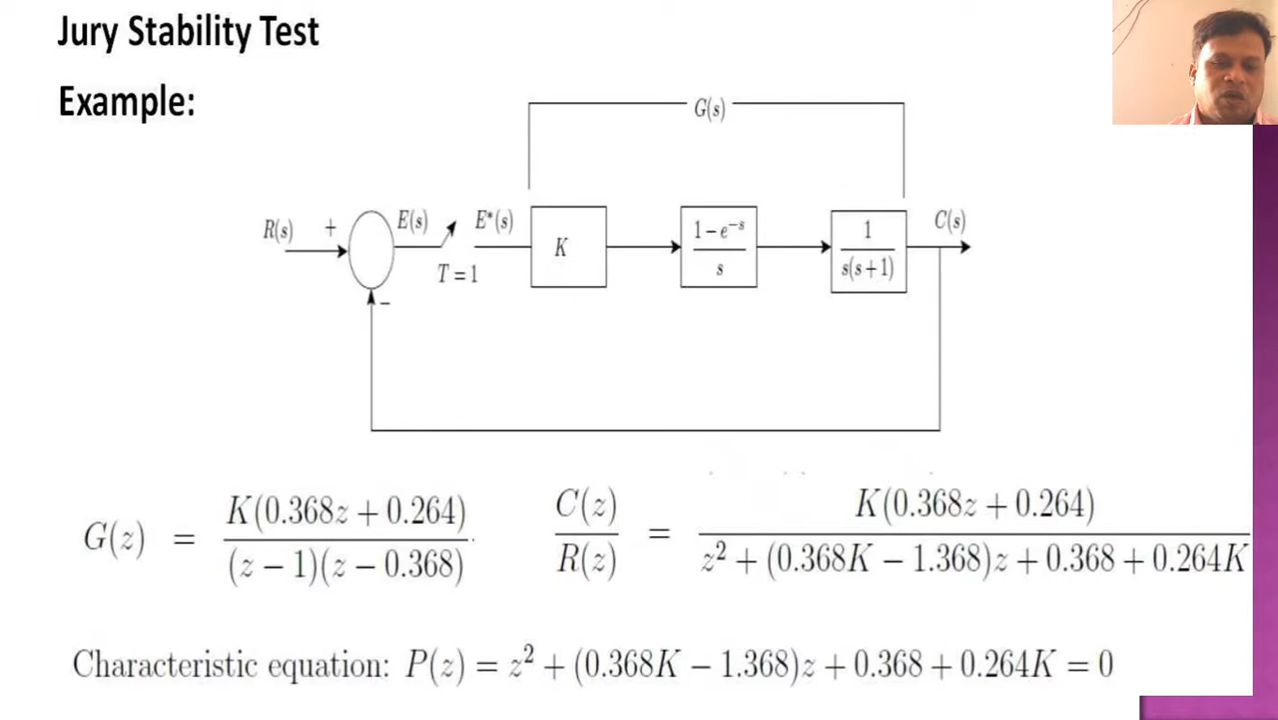 Jury Stability Test
Example:
G(s)
R(s) + E(s) E*(s) C(s)
K
1−e⁻ˢ
s
1
s(s+1)
T = 1
−
G(z) = K(0.368z + 0.264)
(z − 1)(z − 0.368)
C(z)
R(z)
= K(0.368z + 0.264)
z² + (0.368K − 1.368)z + 0.368 + 0.264K
Characteristic equation: P(z) = z² + (0.368K − 1.368)z + 0.368 + 0.264K = 0